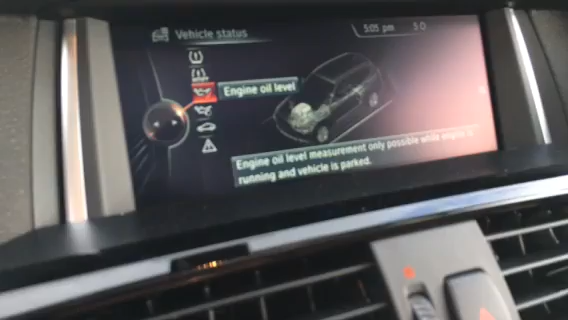 Vehicle status
5:05 pm
Engine oil level
Engine oil level measurement only possible while engine is
running and vehicle is parked.